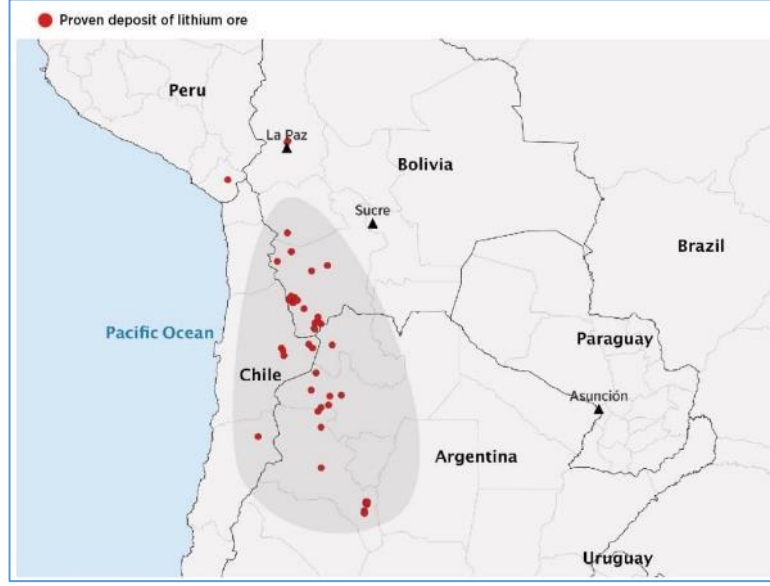 Proven deposit of lithium ore
Peru
La Paz
Bolivia
Sucre
Brazil
Pacific Ocean
Paraguay
Chile
Asunción
Argentina
Uruguay